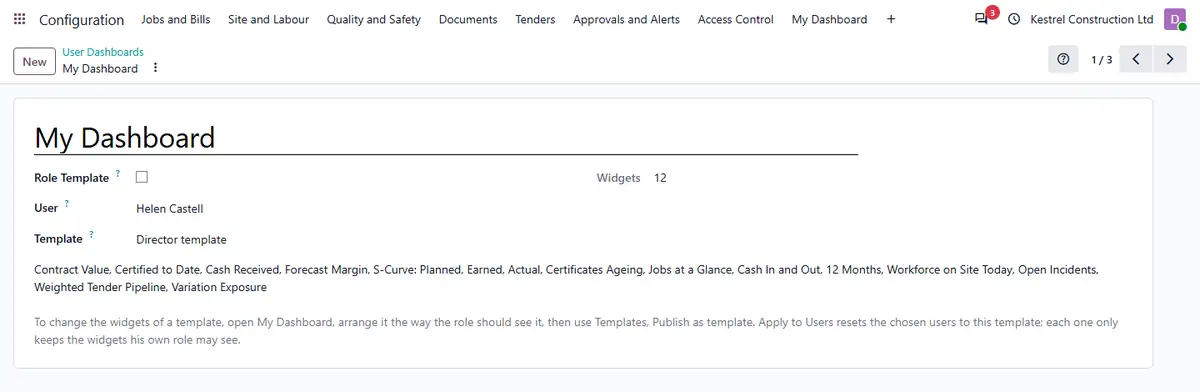 Configuration Jobs and Bills Site and Labour Quality and Safety Documents Tenders Approvals and Alerts Access Control My Dashboard + 3 Kestrel Construction Ltd D
New User Dashboards
My Dashboard 1 / 3
My Dashboard
Role Template ? Widgets 12
User ? Helen Castell
Template ? Director template
Contract Value, Certified to Date, Cash Received, Forecast Margin, S-Curve: Planned, Earned, Actual, Certificates Ageing, Jobs at a Glance, Cash In and Out, 12 Months, Workforce on Site Today, Open Incidents,
Weighted Tender Pipeline, Variation Exposure
To change the widgets of a template, open My Dashboard, arrange it the way the role should see it, then use Templates, Publish as template. Apply to Users resets the chosen users to this template; each one only
keeps the widgets his own role may see.